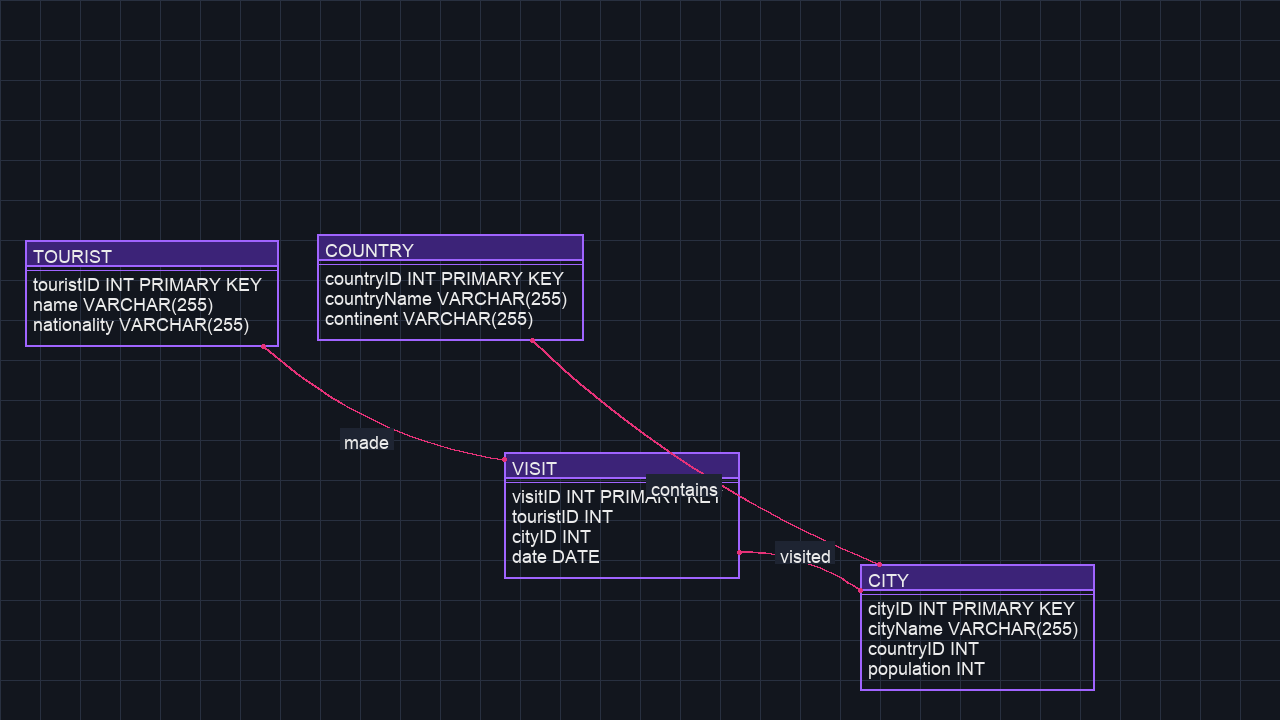 TOURIST
touristID INT PRIMARY KEY
name VARCHAR(255)
nationality VARCHAR(255)
COUNTRY
countryID INT PRIMARY KEY
countryName VARCHAR(255)
continent VARCHAR(255)
made
VISIT
visitID INT PRIMARY KEY
touristID INT
cityID INT
date DATE
contains
visited
CITY
cityID INT PRIMARY KEY
cityName VARCHAR(255)
countryID INT
population INT